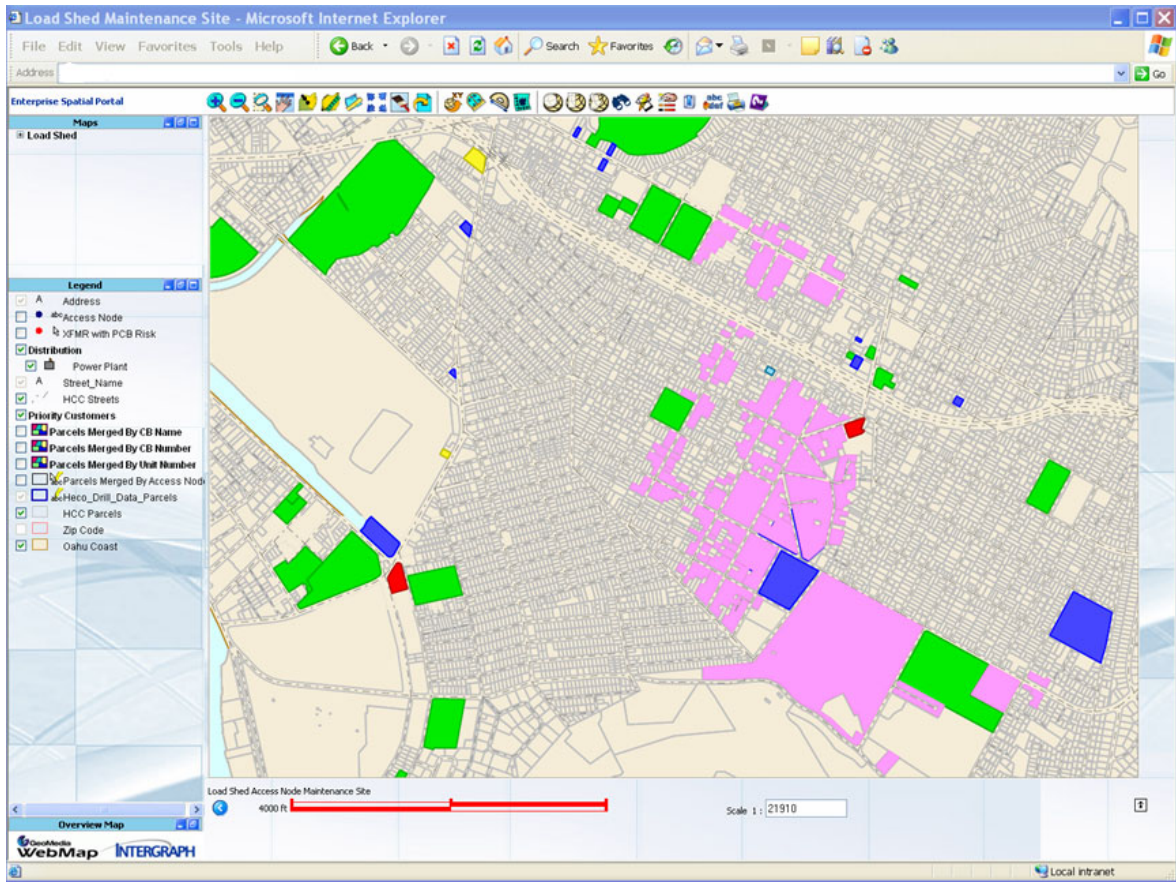 Load Shed Maintenance Site - Microsoft Internet Explorer
File Edit View Favorites Tools Help Back Search Favorites
Address Go
Enterprise Spatial Portal
Maps
Load Shed
Legend
A Address
abc Access Node
XFMR with PCB Risk
Distribution
Power Plant
A Street_Name
HCC Streets
Priority Customers
Parcels Merged By CB Name
Parcels Merged By CB Number
Parcels Merged By Unit Number
abc Parcels Merged By Access Nod
abc Heco_Drill_Data_Parcels
HCC Parcels
Zip Code
Oahu Coast
Load Shed Access Node Maintenance Site
4000 ft
Scale 1 : 21910
Overview Map
GeoMedia
WebMap INTERGRAPH
Local intranet